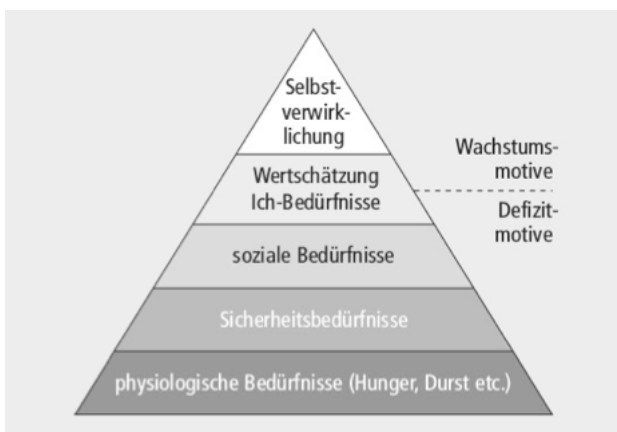 Selbst-
verwirk-
lichung
Wachstums-
motive
Wertschätzung
Ich-Bedürfnisse
Defizit-
motive
soziale Bedürfnisse
Sicherheitsbedürfnisse
physiologische Bedürfnisse (Hunger, Durst etc.)